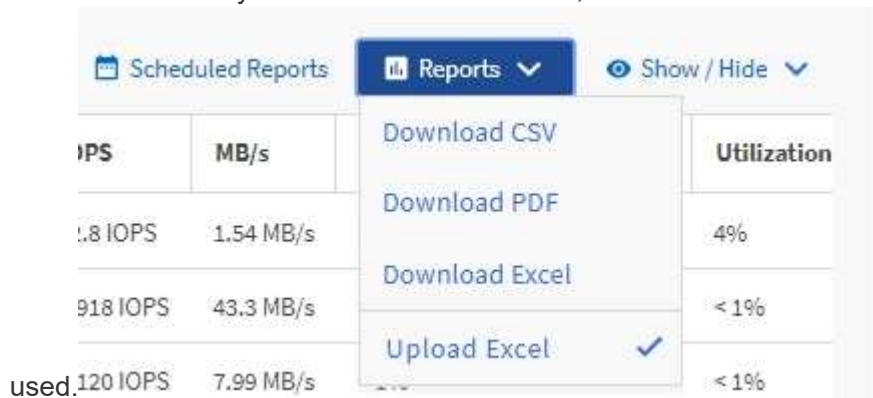 Scheduled Reports Reports Show / Hide
MB/s Utilization
Download CSV
.8 IOPS 1.54 MB/s Download PDF 4%
Download Excel
918 IOPS 43.3 MB/s < 1%
Upload Excel
used. 120 IOPS 7.99 MB/s < 1%